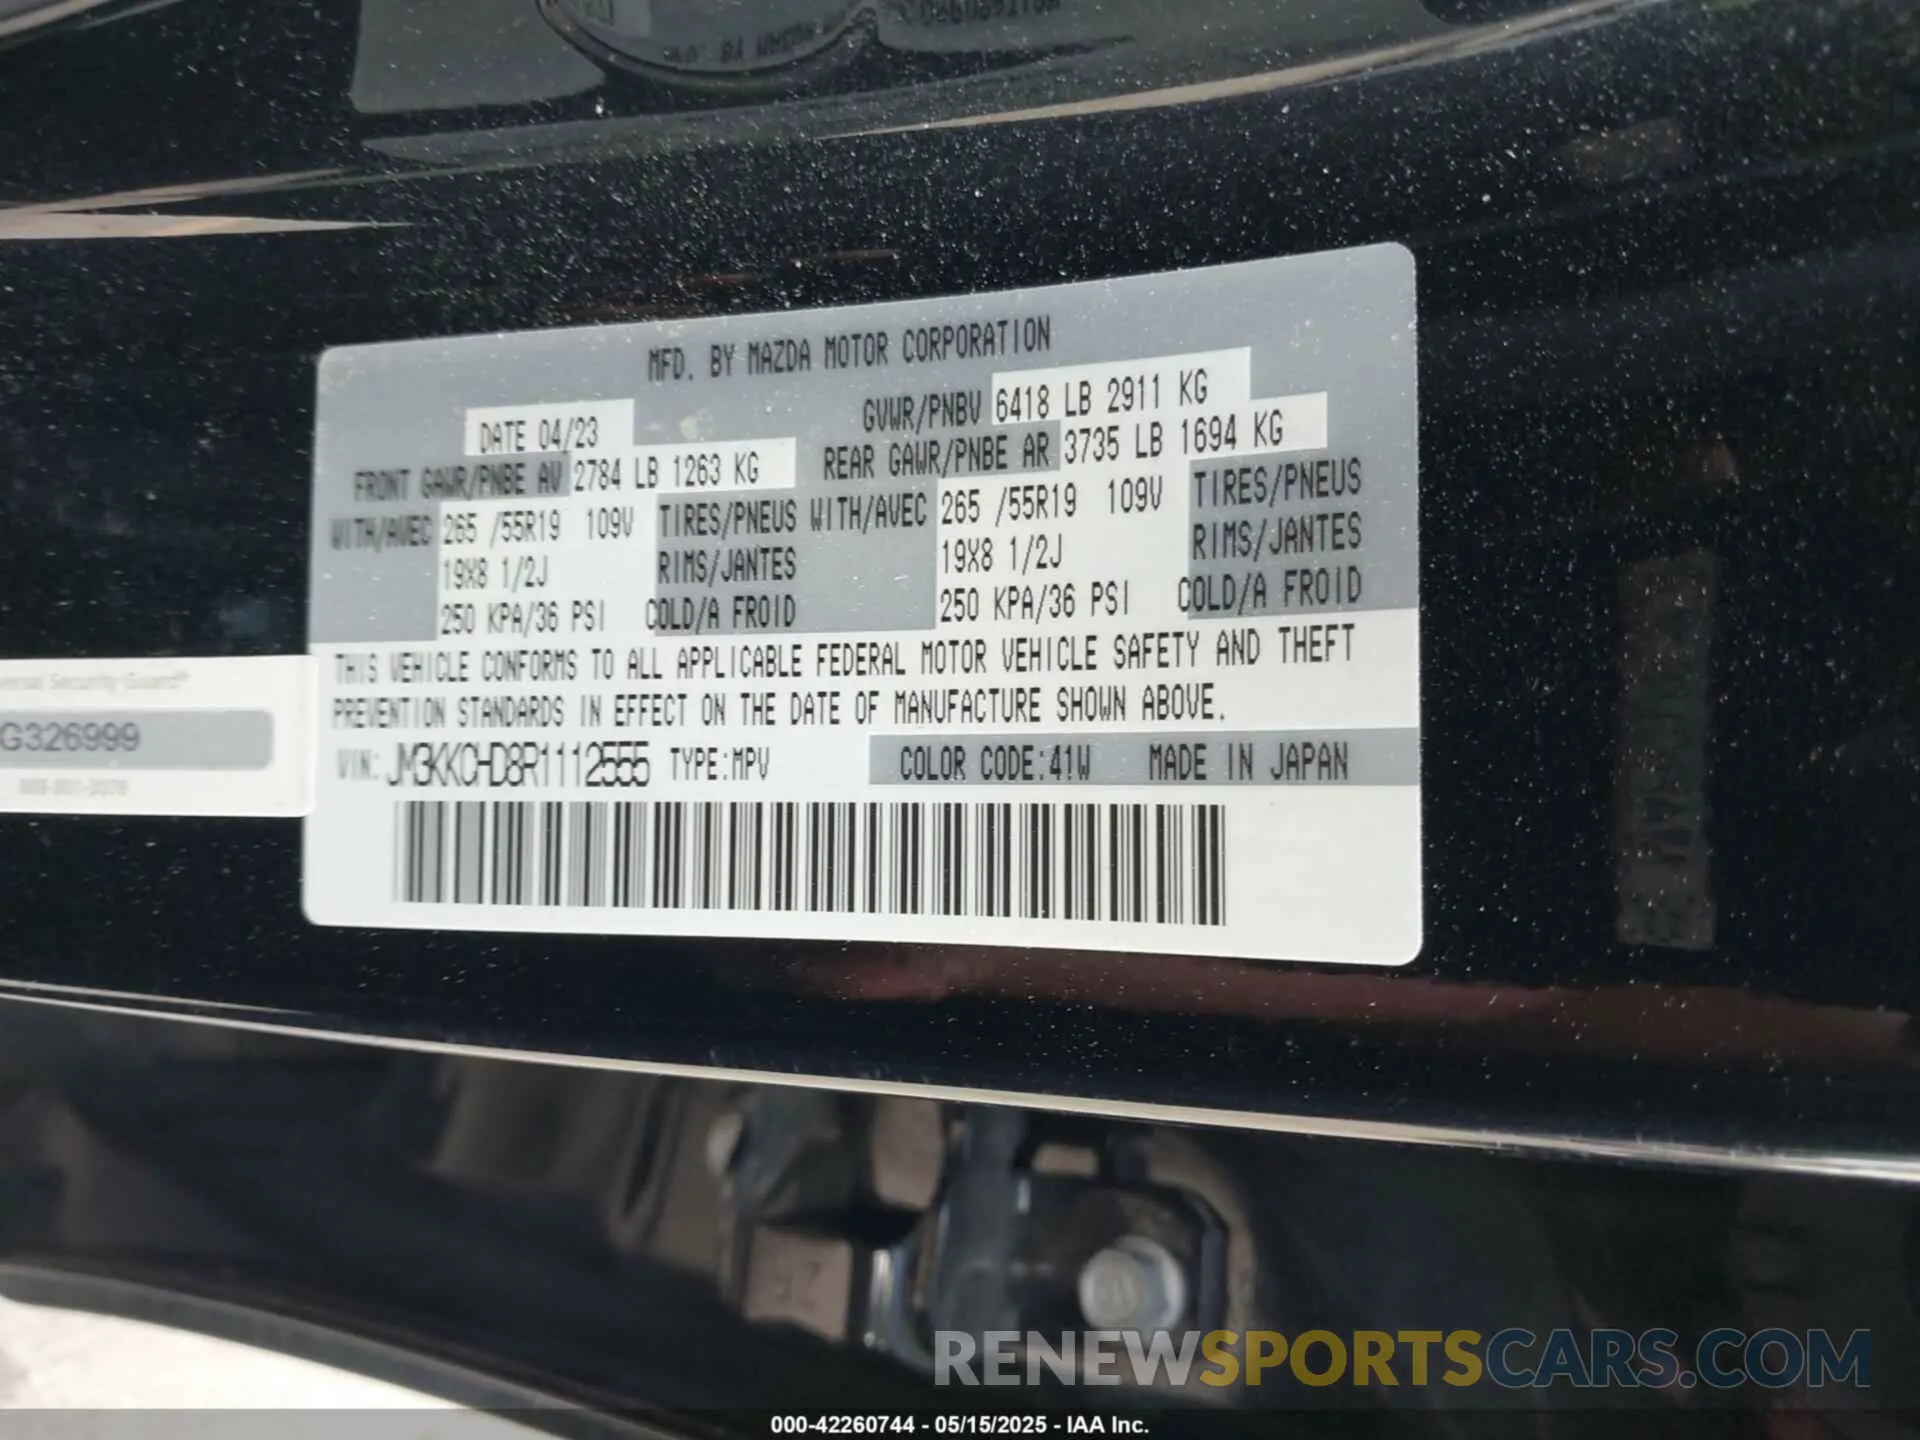 MFD. BY MAZDA MOTOR CORPORATION
DATE 04/23 GVWR/PNBV 6418 LB 2911 KG
FRONT GAWR/PNBE AV 2784 LB 1263 KG REAR GAWR/PNBE AR 3735 LB 1694 KG
WITH/AVEC 265 /55R19 109V TIRES/PNEUS WITH/AVEC 265 /55R19 109V TIRES/PNEUS
19X8 1/2J RIMS/JANTES 19X8 1/2J RIMS/JANTES
250 KPA/36 PSI COLD/A FROID 250 KPA/36 PSI COLD/A FROID
THIS VEHICLE CONFORMS TO ALL APPLICABLE FEDERAL MOTOR VEHICLE SAFETY AND THEFT
PREVENTION STANDARDS IN EFFECT ON THE DATE OF MANUFACTURE SHOWN ABOVE.
VIN: JM3KKCHD8R1112555 TYPE:MPV COLOR CODE:41W MADE IN JAPAN
Security Guard®
G326999
RENEWSPORTSCARS.COM
000-42260744 - 05/15/2025 - IAA Inc.